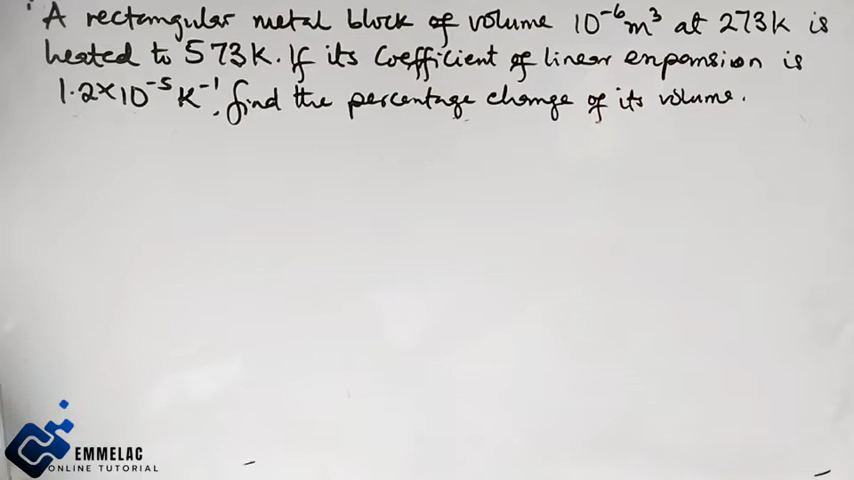 A rectangular metal block of volume 10⁻⁶m³ at 273K is
heated to 573K. If its Coefficient of linear expansion is
1.2×10⁻⁵K⁻¹, find the percentage change of its volume.
EMMELAC
ONLINE TUTORIAL